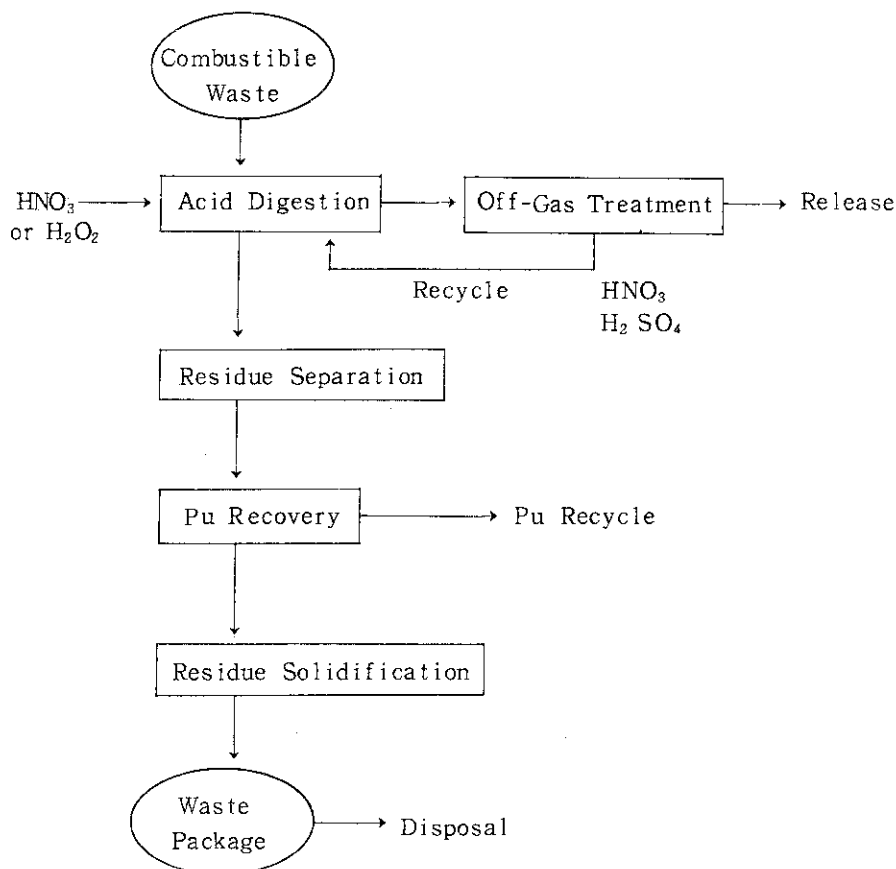 Combustible
Waste
HNO₃
or H₂O₂
Acid Digestion
Off-Gas Treatment
Release
Recycle
HNO₃
H₂ SO₄
Residue Separation
Pu Recovery
Pu Recycle
Residue Solidification
Waste
Package
Disposal